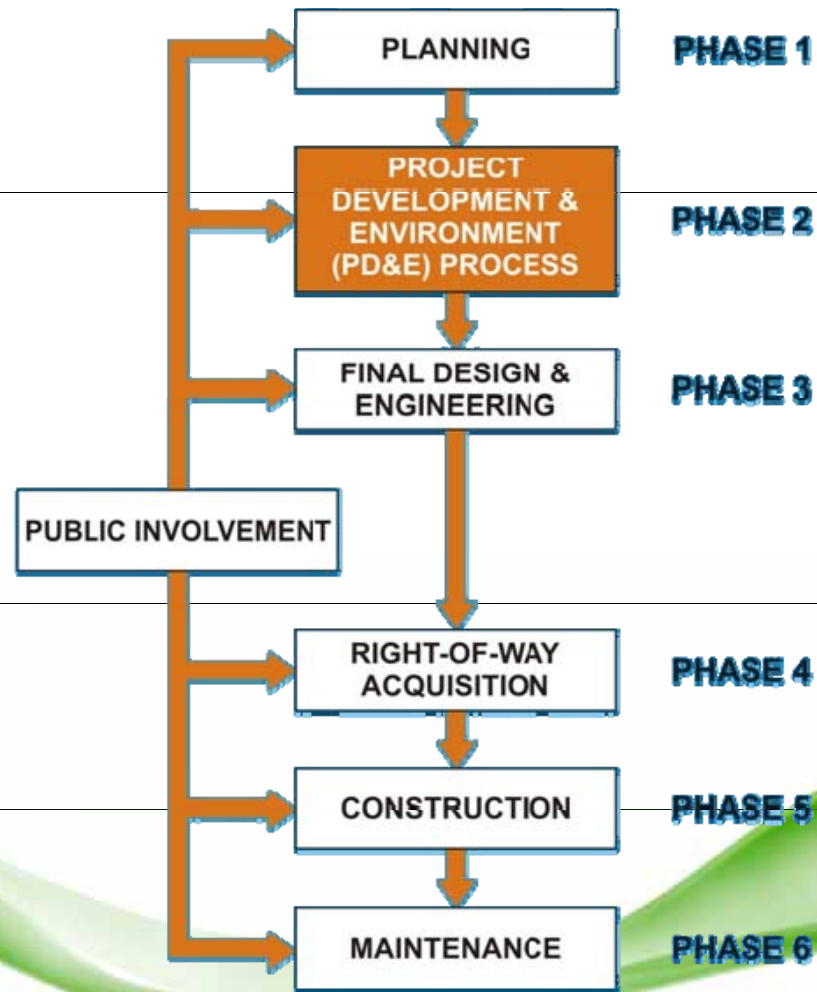 PLANNING
PHASE 1
PROJECT
DEVELOPMENT &
ENVIRONMENT
(PD&E) PROCESS
PHASE 2
FINAL DESIGN &
ENGINEERING
PHASE 3
PUBLIC INVOLVEMENT
RIGHT-OF-WAY
ACQUISITION
PHASE 4
CONSTRUCTION
PHASE 5
MAINTENANCE
PHASE 6